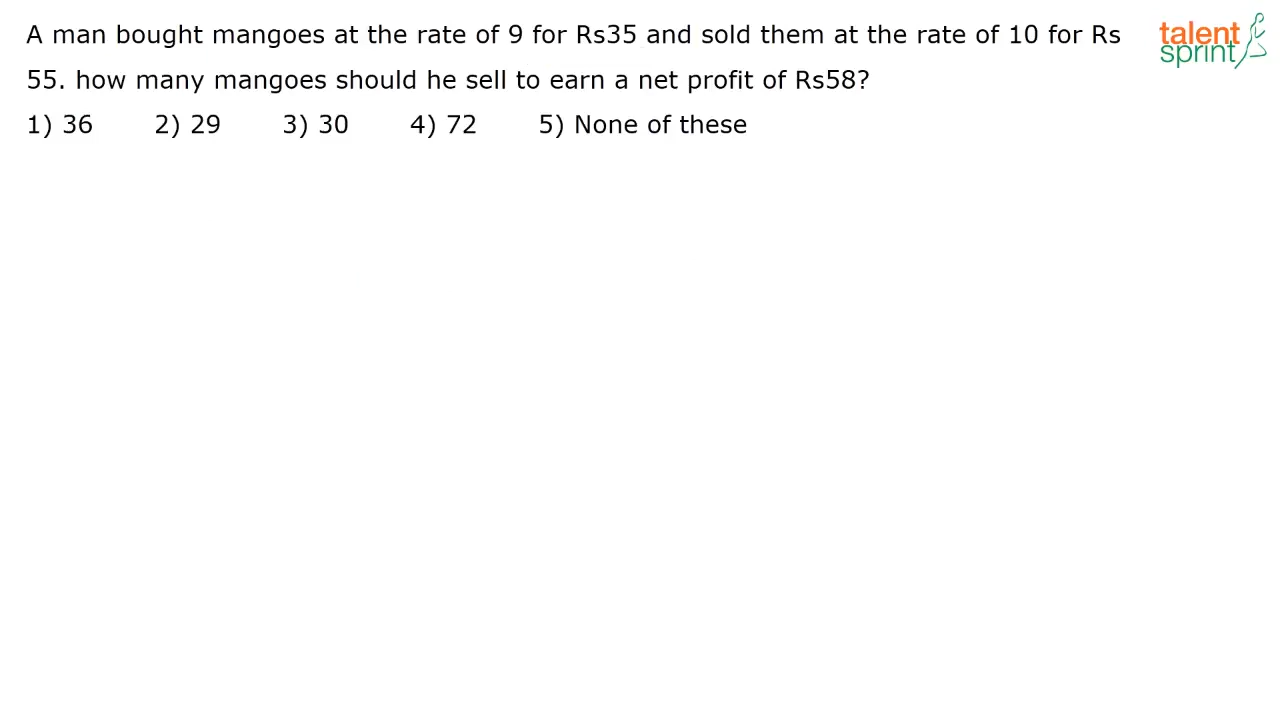 A man bought mangoes at the rate of 9 for Rs35 and sold them at the rate of 10 for Rs
55. how many mangoes should he sell to earn a net profit of Rs58?
1) 36 2) 29 3) 30 4) 72 5) None of these
talent
sprint